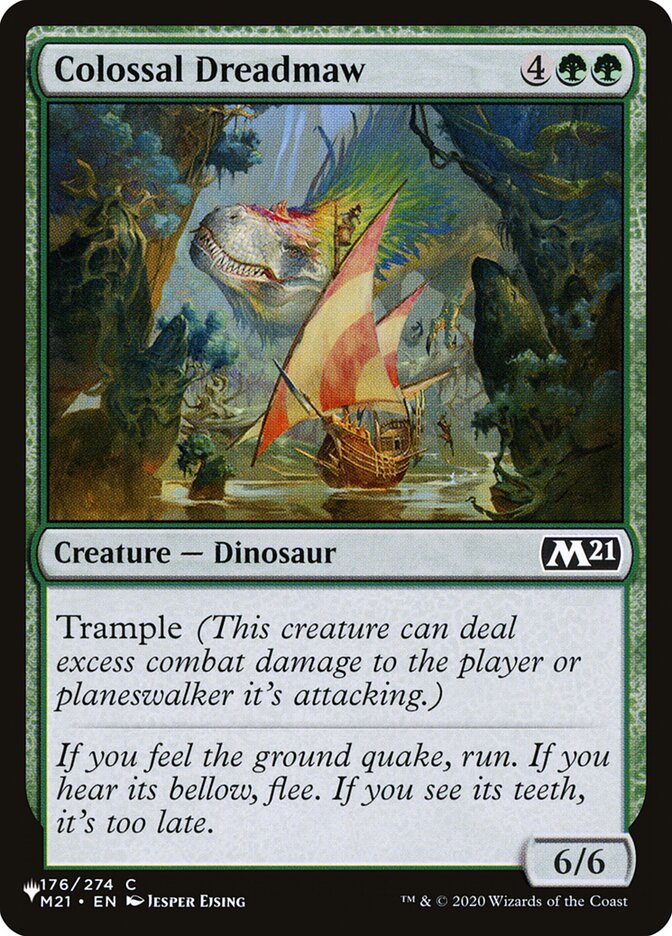 Colossal Dreadmaw 4
Creature — Dinosaur M21
Trample (This creature can deal
excess combat damage to the player or
planeswalker it's attacking.)
If you feel the ground quake, run. If you
hear its bellow, flee. If you see its teeth,
it's too late.
6/6
176/274 C
M21 • EN Jesper Ejsing
™ & © 2020 Wizards of the Coast